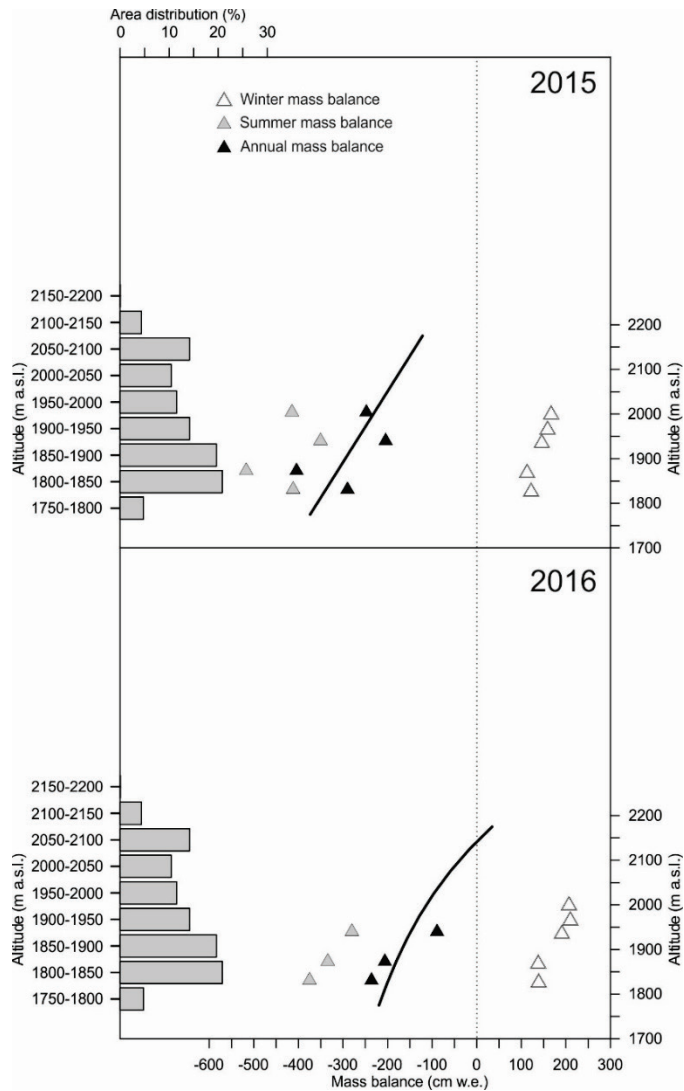 Area distribution (%)
0 10 20 30
2015
Winter mass balance
Summer mass balance
Annual mass balance
Altitude (m a.s.l.)
2150-2200
2100-2150
2050-2100
2000-2050
1950-2000
1900-1950
1850-1900
1800-1850
1750-1800
2200
2100
2000
1900
1800
1700
Altitude (m a.s.l.)
2016
Altitude (m a.s.l.)
2150-2200
2100-2150
2050-2100
2000-2050
1950-2000
1900-1950
1850-1900
1800-1850
1750-1800
2200
2100
2000
1900
1800
1700
Altitude (m a.s.l.)
-600 -500 -400 -300 -200 -100 0 100 200 300
Mass balance (cm w.e.)